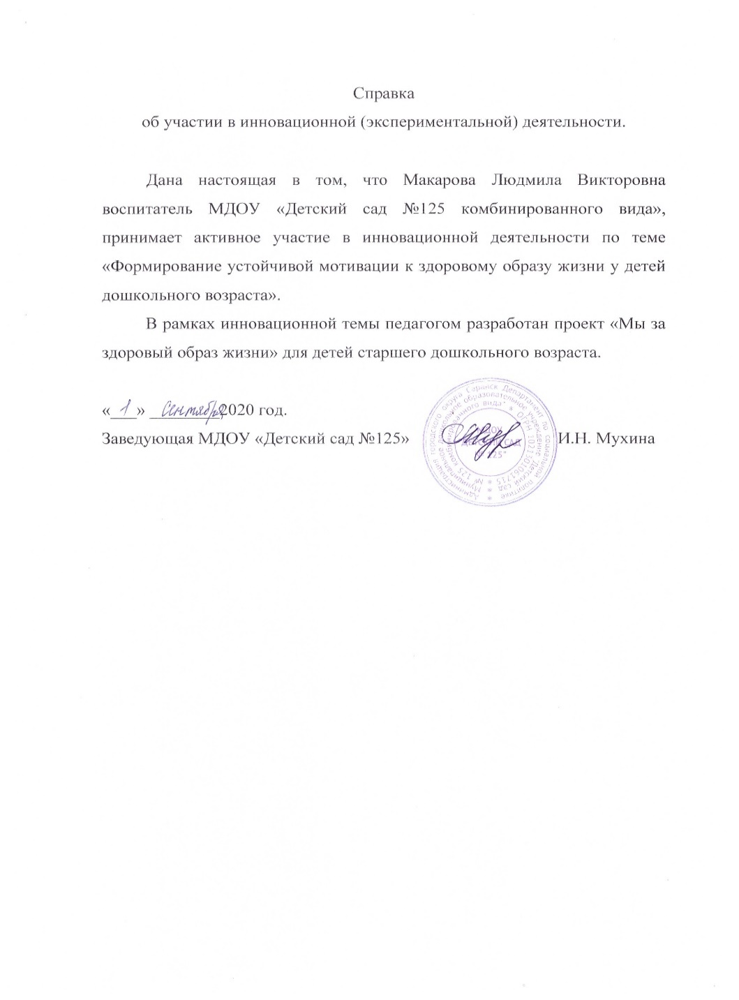 Справка
об участии в инновационной (экспериментальной) деятельности.
Дана настоящая в том, что Макарова Людмила Викторовна
воспитатель МДОУ «Детский сад №125 комбинированного вида»,
принимает активное участие в инновационной деятельности по теме
«Формирование устойчивой мотивации к здоровому образу жизни у детей
дошкольного возраста».
В рамках инновационной темы педагогом разработан проект «Мы за
здоровый образ жизни» для детей старшего дошкольного возраста.
«1» Сентября 2020 год.
Заведующая МДОУ «Детский сад №125» И.Н. Мухина
Администрация городского округа Саранск Департамент по социальной политике
Муниципальное дошкольное образовательное учреждение "Детский сад
№ 125 комбинированного вида" * ОГРН 1021301061715
МДОУ
ДЕТСКИЙ САД
125"